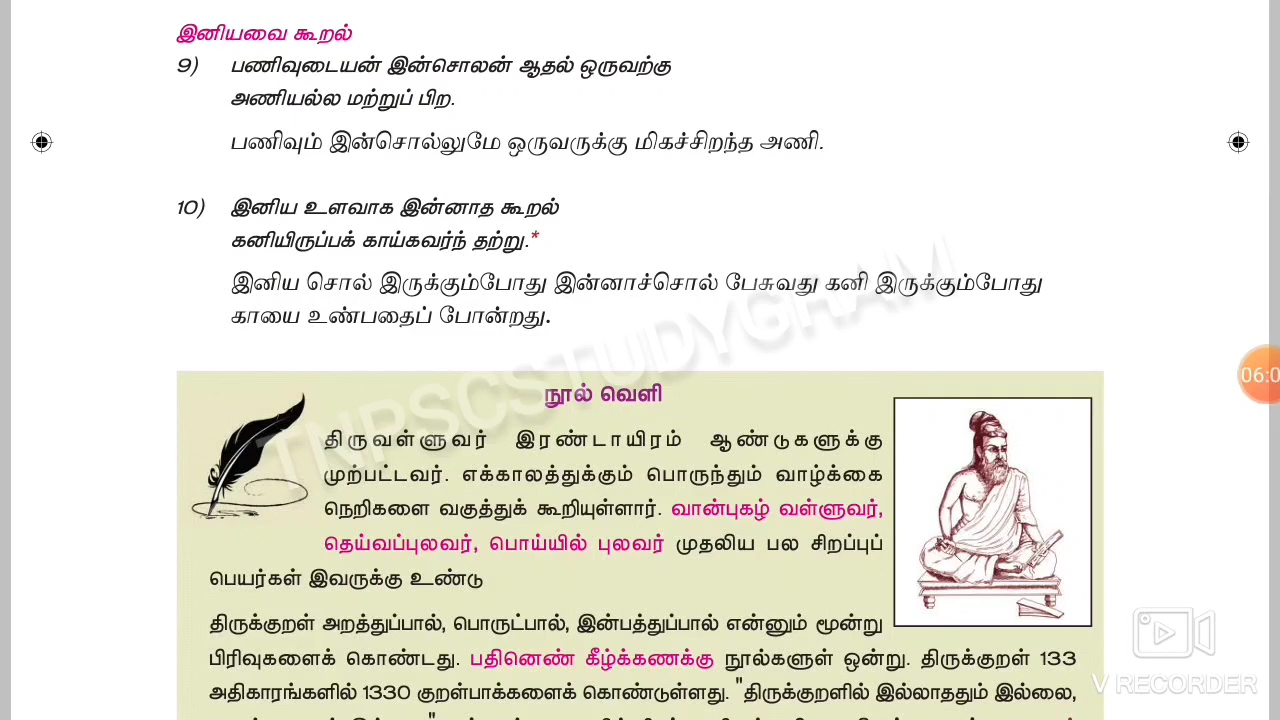 இனியவை கூறல்
9) பணிவுடையன் இன்சொலன் ஆதல் ஒருவற்கு
அணியல்ல மற்றுப் பிற.
பணிவும் இன்சொல்லுமே ஒருவருக்கு மிகச்சிறந்த அணி.
10) இனிய உளவாக இன்னாத கூறல்
கனியிருப்பக் காய்கவர்ந் தற்று.*
இனிய சொல் இருக்கும்போது இன்னாச்சொல் பேசுவது கனி இருக்கும்போது
காயை உண்பதைப் போன்றது.
TNPSCSTUDYGRAM
06:0
நூல் வெளி
திருவள்ளுவர் இரண்டாயிரம் ஆண்டுகளுக்கு
முற்பட்டவர். எக்காலத்துக்கும் பொருந்தும் வாழ்க்கை
நெறிகளை வகுத்துக் கூறியுள்ளார். வான்புகழ் வள்ளுவர்,
தெய்வப்புலவர், பொய்யில் புலவர் முதலிய பல சிறப்புப்
பெயர்கள் இவருக்கு உண்டு
திருக்குறள் அறத்துப்பால், பொருட்பால், இன்பத்துப்பால் என்னும் மூன்று
பிரிவுகளைக் கொண்டது. பதினெண் கீழ்க்கணக்கு நூல்களுள் ஒன்று. திருக்குறள் 133
அதிகாரங்களில் 1330 குறள்பாக்களைக் கொண்டுள்ளது. "திருக்குறளில் இல்லாததும் இல்லை,
V RECORDER